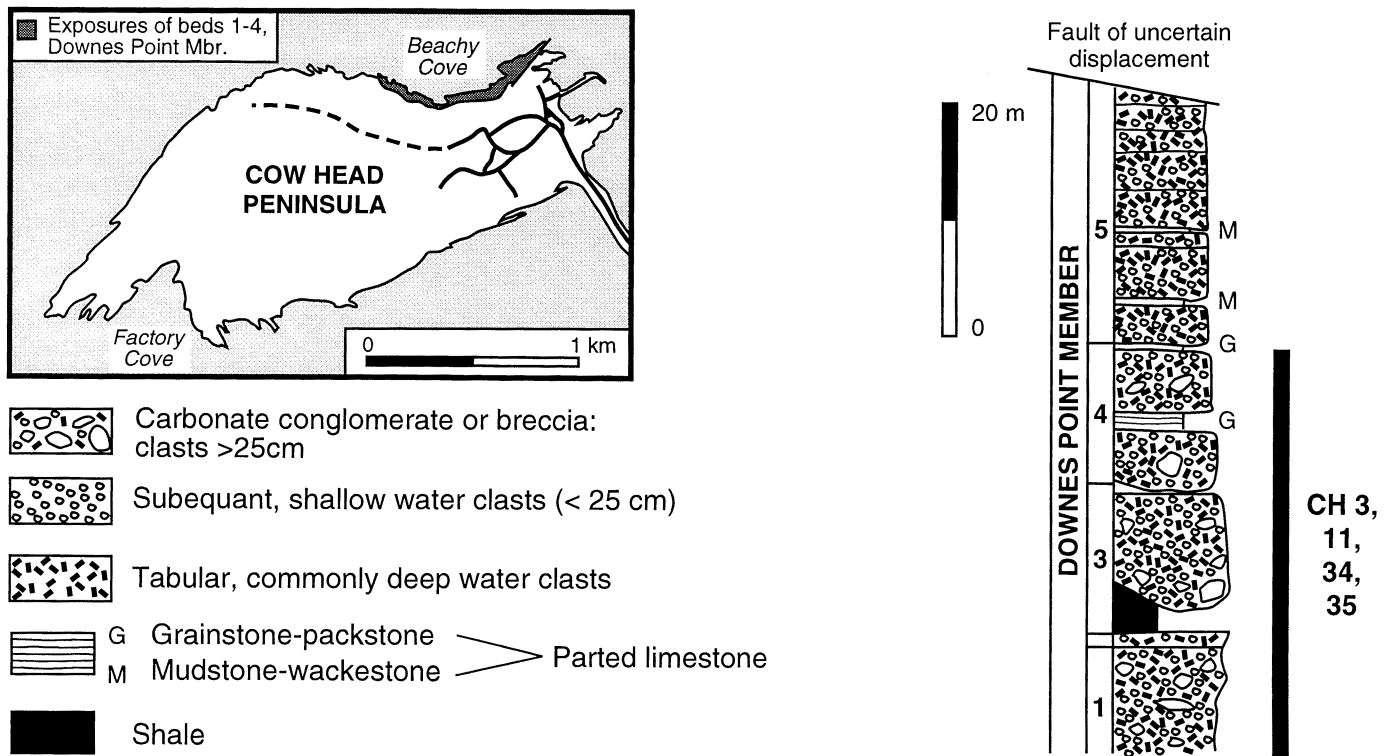 Exposures of beds 1-4,
Downes Point Mbr.
Beachy
Cove
COW HEAD
PENINSULA
Factory
Cove
0 1 km
Carbonate conglomerate or breccia:
clasts >25cm
Subequant, shallow water clasts (< 25 cm)
Tabular, commonly deep water clasts
G Grainstone-packstone
M Mudstone-wackestone
Parted limestone
Shale
Fault of uncertain
displacement
20 m
0
DOWNES POINT MEMBER
5
4
3
1
M
M
G
G
CH 3,
11,
34,
35